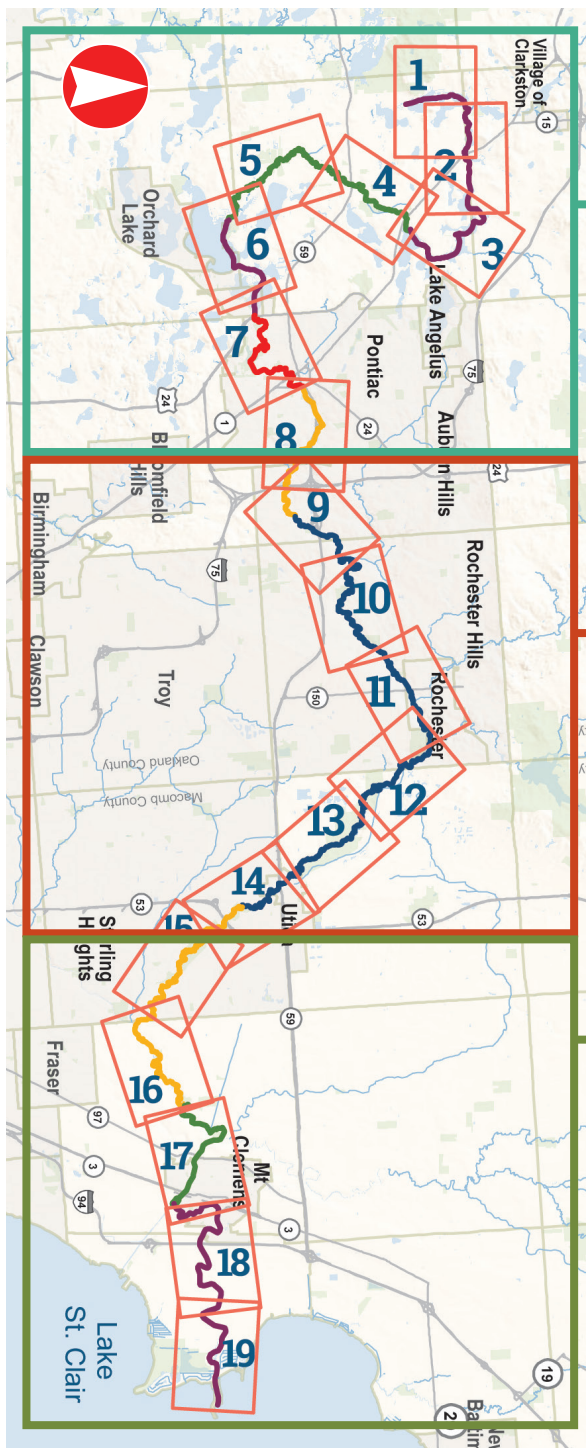 1
Village of
Clarkston
15
2
5
4
3
Orchard
Lake
6
59
Lake Angelus
7
Pontiac
75
24
1
24
Auburn Hills
24
8
Bloomfield
Hills
9
Birmingham
75
10
Rochester Hills
Clawson
Troy
150
11
Rochester
Oakland County
Macomb County
12
13
14
53
15
Utica
53
Sterling
Heights
59
Fraser
16
97
17
Mt
Clemens
3
3
94
18
Lake
St. Clair
19
19
2